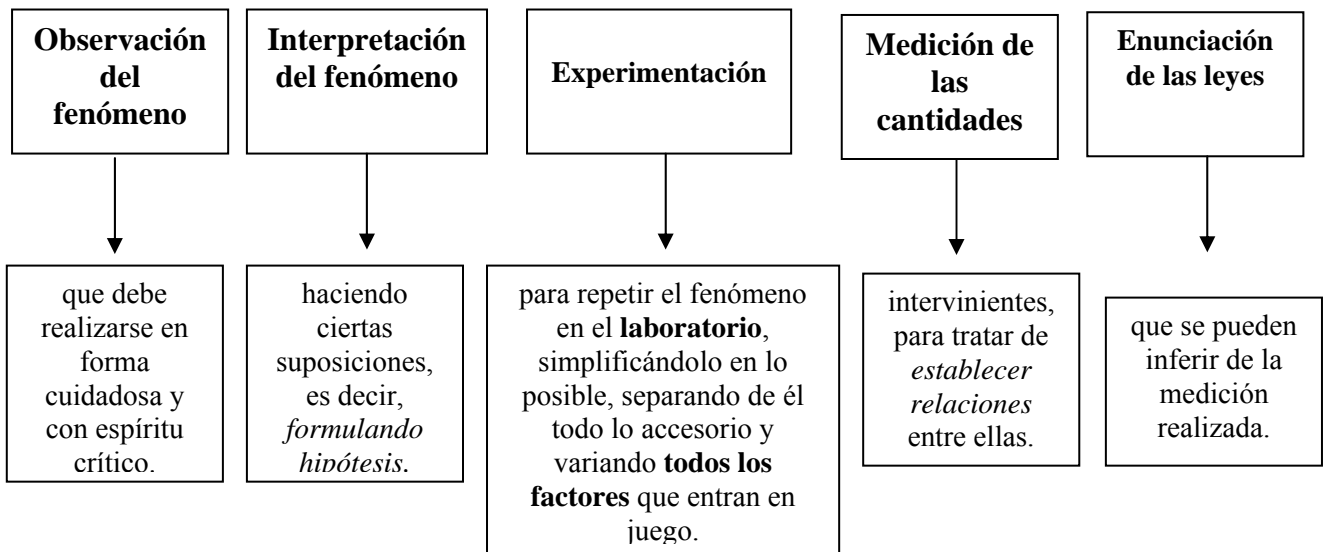 Observación
del
fenómeno
Interpretación
del fenómeno
Experimentación
Medición de
las
cantidades
Enunciación
de las leyes
que debe
realizarse en
forma
cuidadosa y
con espíritu
crítico.
haciendo
ciertas
suposiciones,
es decir,
formulando
hipótesis.
para repetir el fenómeno
en el laboratorio,
simplificándolo en lo
posible, separando de él
todo lo accesorio y
variando todos los
factores que entran en
juego.
intervinientes,
para tratar de
establecer
relaciones
entre ellas.
que se pueden
inferir de la
medición
realizada.